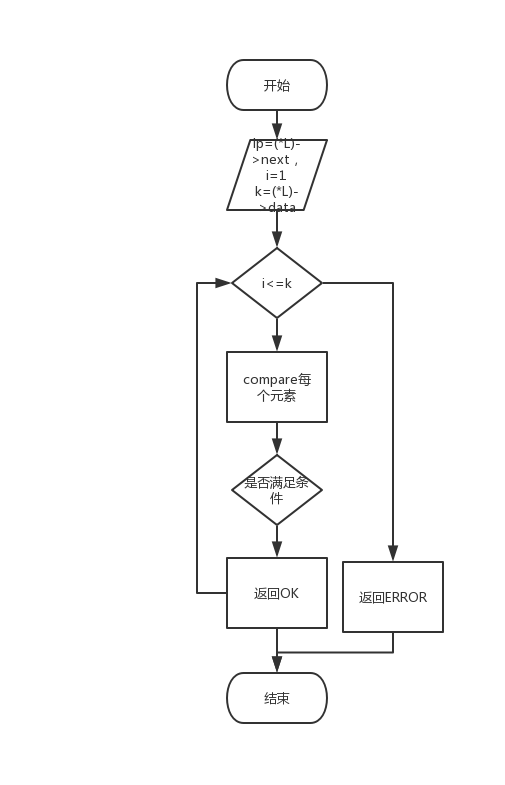 开始
lp=(*L)-
>next ,
i=1
k=(*L)-
>data
i<=k
compare每
个元素
是否满足条
件
返回OK
返回ERROR
结束